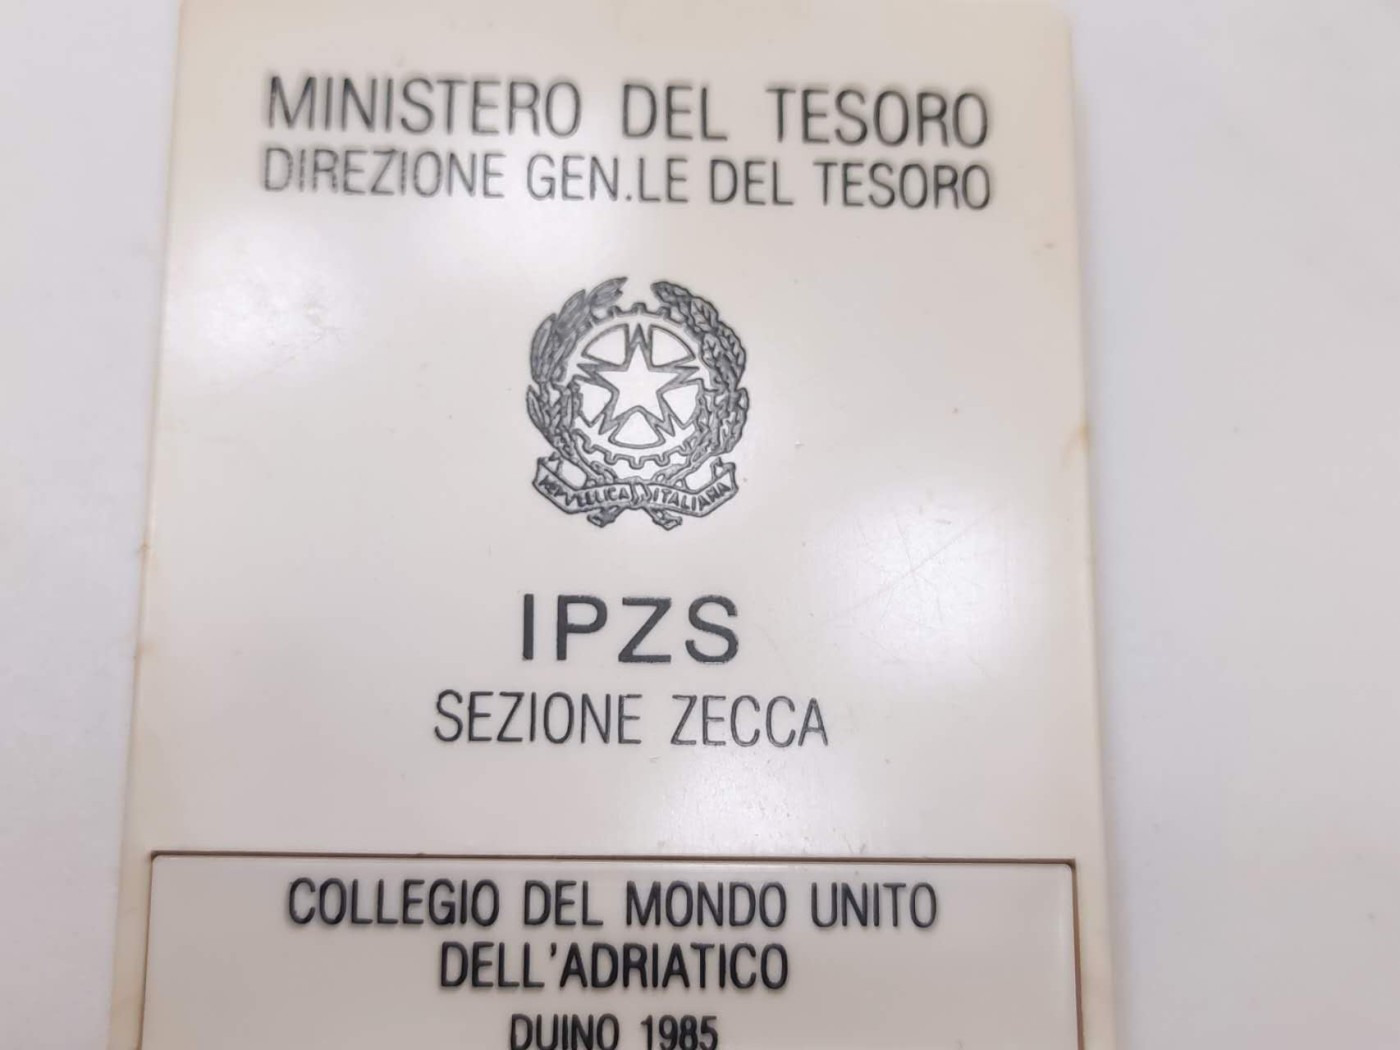 MINISTERO DEL TESORO
DIREZIONE GEN.LE DEL TESORO
REPVBBLICA ITALIANA
IPZS
SEZIONE ZECCA
COLLEGIO DEL MONDO UNITO
DELL'ADRIATICO
DUINO 1985